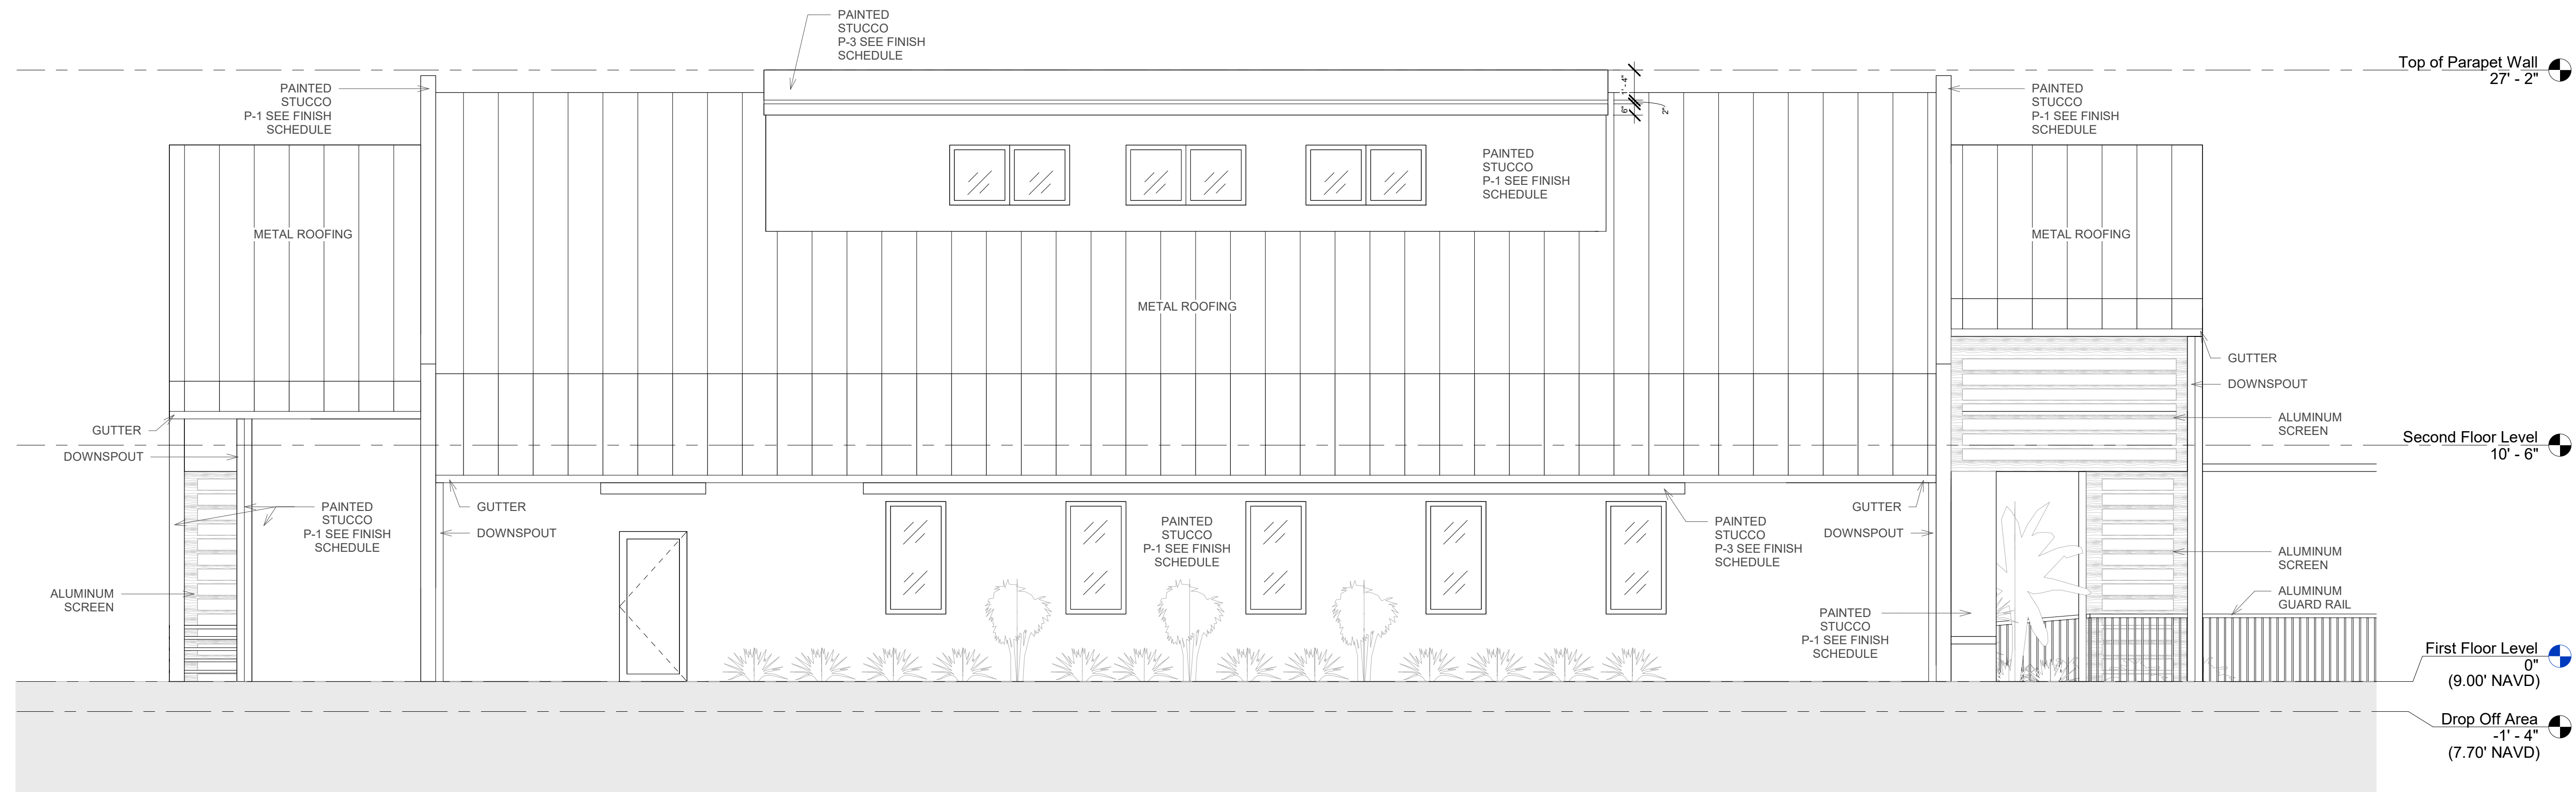 PAINTED
STUCCO
P-3 SEE FINISH
SCHEDULE
Top of Parapet Wall
27' - 2"
PAINTED
STUCCO
P-1 SEE FINISH
SCHEDULE
1' - 4"
6"
2"
PAINTED
STUCCO
P-1 SEE FINISH
SCHEDULE
PAINTED
STUCCO
P-1 SEE FINISH
SCHEDULE
METAL ROOFING
METAL ROOFING
METAL ROOFING
GUTTER
DOWNSPOUT
ALUMINUM
SCREEN
GUTTER
DOWNSPOUT
Second Floor Level
10' - 6"
PAINTED
STUCCO
P-1 SEE FINISH
SCHEDULE
GUTTER
DOWNSPOUT
PAINTED
STUCCO
P-1 SEE FINISH
SCHEDULE
PAINTED
STUCCO
P-3 SEE FINISH
SCHEDULE
GUTTER
DOWNSPOUT
ALUMINUM
SCREEN
ALUMINUM
SCREEN
ALUMINUM
GUARD RAIL
PAINTED
STUCCO
P-1 SEE FINISH
SCHEDULE
First Floor Level
0"
(9.00' NAVD)
Drop Off Area
-1' - 4"
(7.70' NAVD)